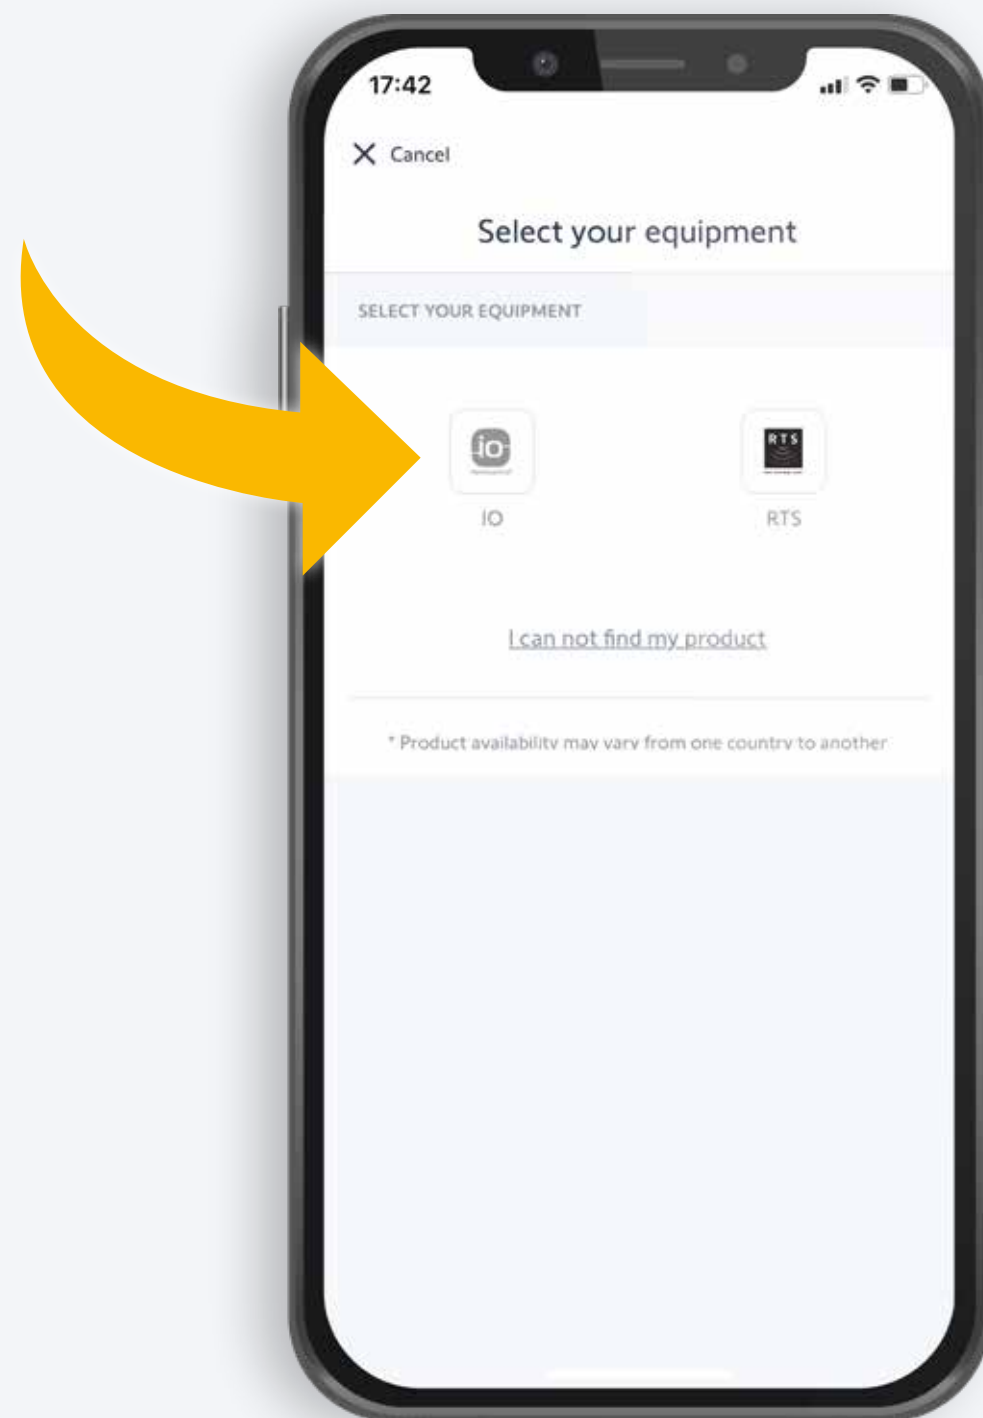 17:42
Cancel
Select your equipment
SELECT YOUR EQUIPMENT
io
RTS
IO
RTS
I can not find my product
* Product availability may vary from one country to another